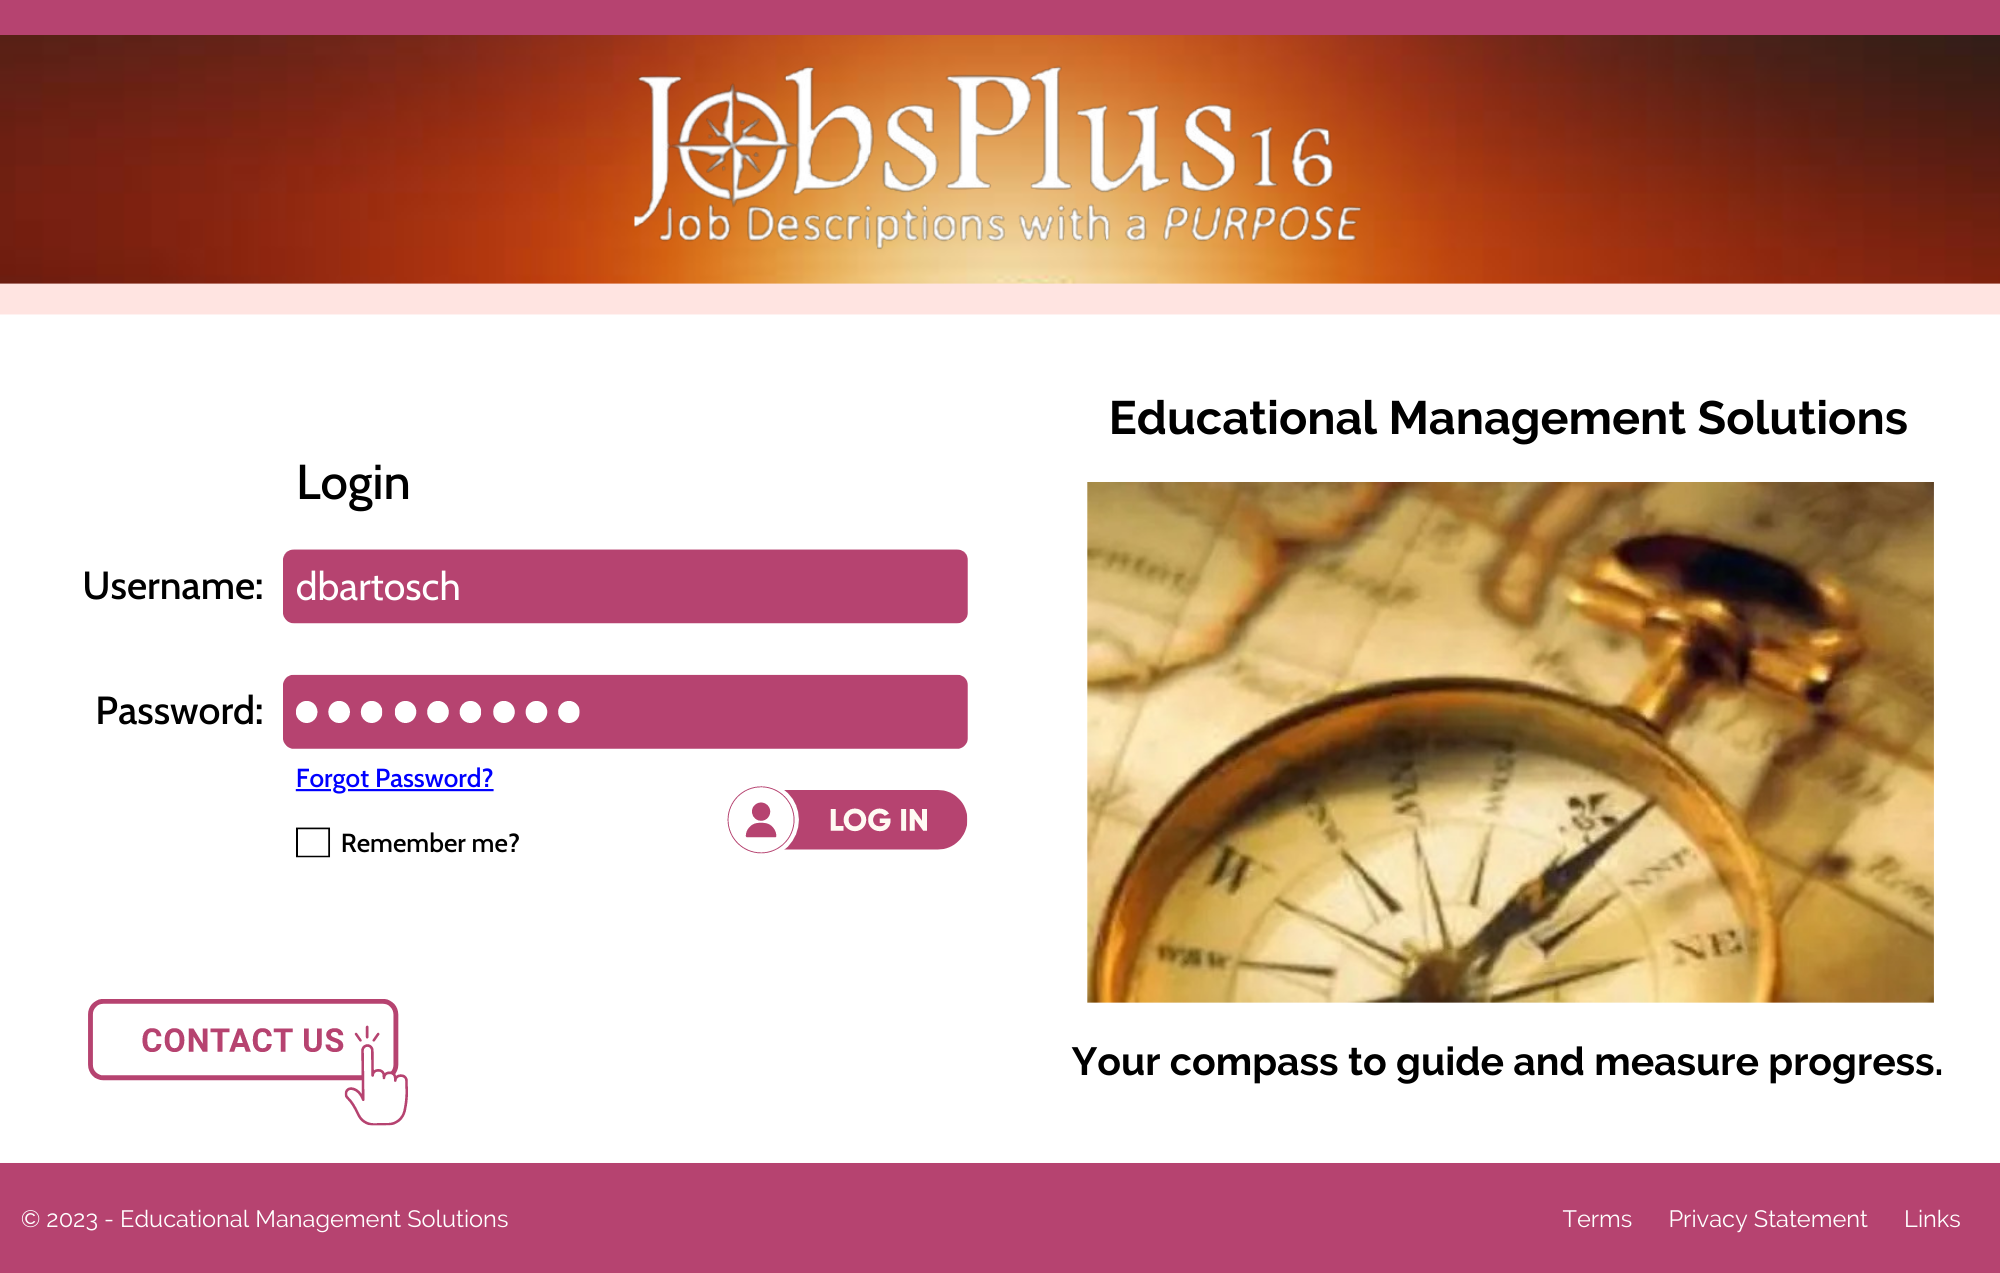 JobsPlus16
Job Descriptions with a PURPOSE
Educational Management Solutions
Login
Username: dbartosch
Password: ●●●●●●●●●
Forgot Password?
Remember me?
LOG IN
W
NE
CONTACT US
Your compass to guide and measure progress.
© 2023 - Educational Management Solutions
Terms Privacy Statement Links